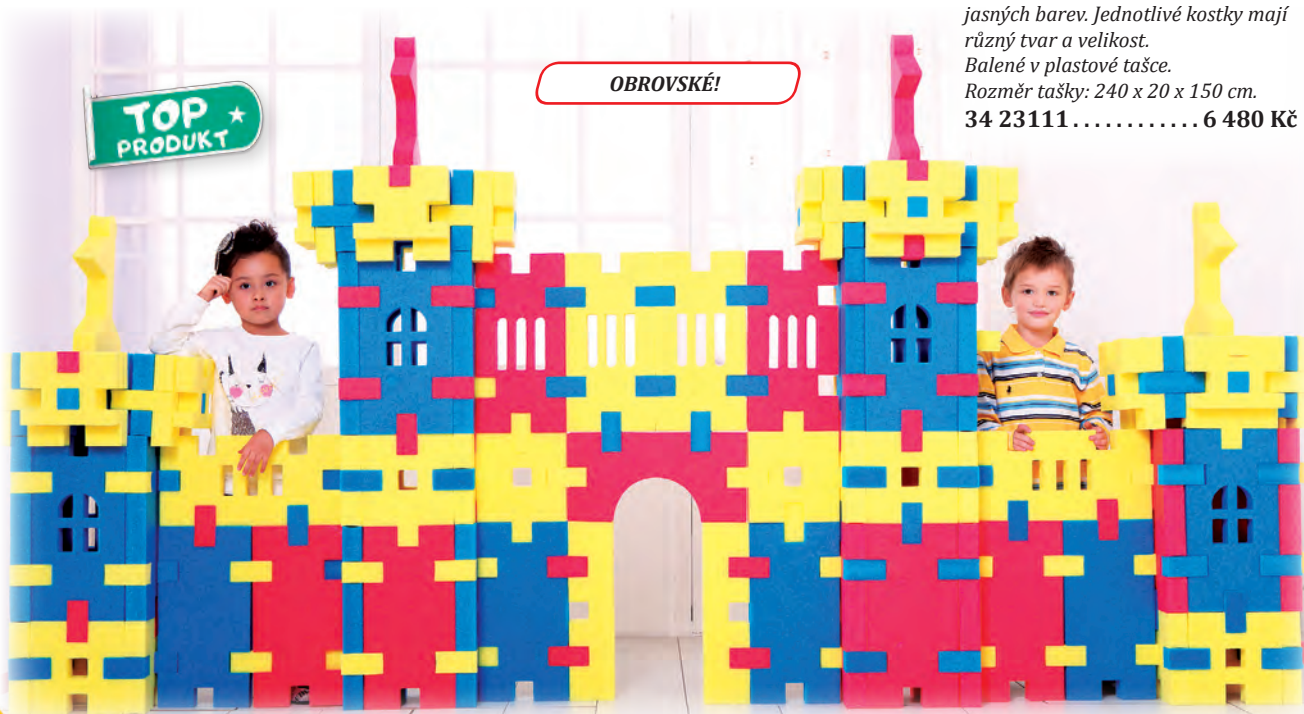 TOP
PRODUKT
OBROVSKÉ!
jasných barev. Jednotlivé kostky mají
různý tvar a velikost.
Balené v plastové tašce.
Rozměr tašky: 240 x 20 x 150 cm.
34 23111 . . . . . . . . . . . . 6 480 Kč